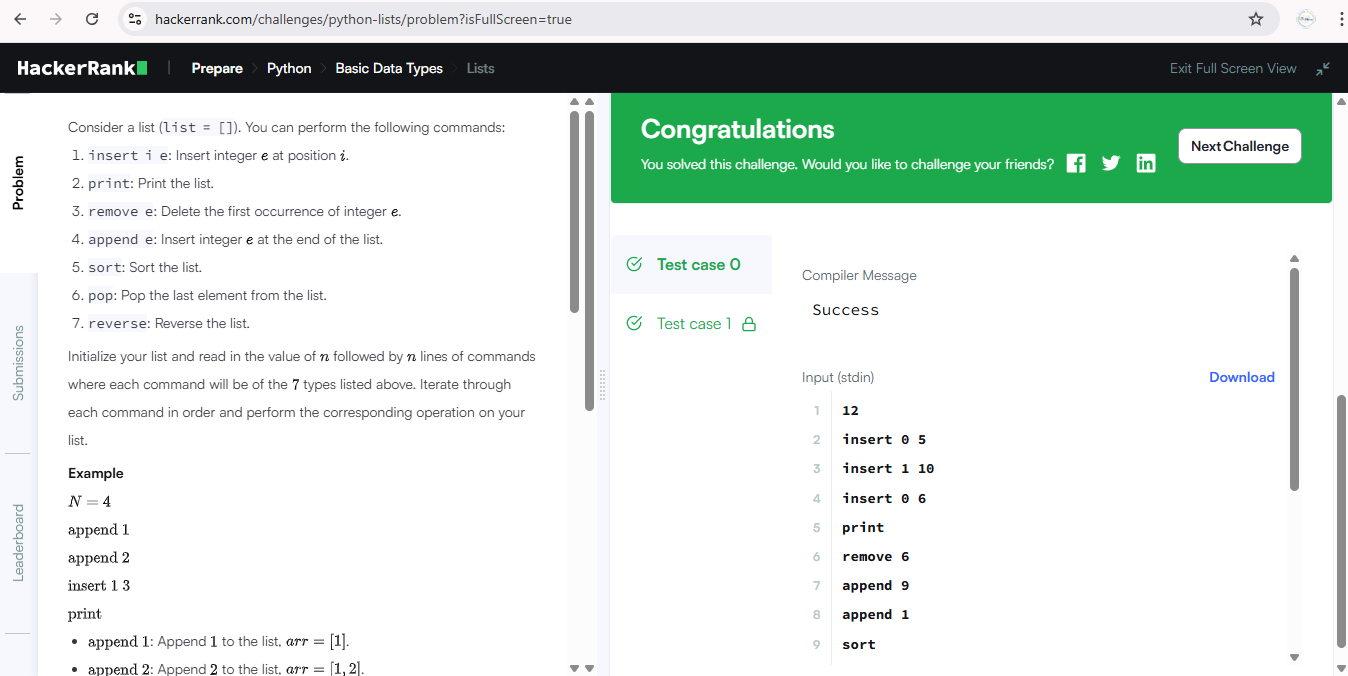 hackerrank.com/challenges/python-lists/problem?isFullScreen=true
HackerRank
Prepare > Python > Basic Data Types > Lists
Exit Full Screen View
Problem
Submissions
Leaderboard
Consider a list (list = []). You can perform the following commands:
1. insert i e: Insert integer e at position i.
2. print: Print the list.
3. remove e: Delete the first occurrence of integer e.
4. append e: Insert integer e at the end of the list.
5. sort: Sort the list.
6. pop: Pop the last element from the list.
7. reverse: Reverse the list.
Initialize your list and read in the value of n followed by n lines of commands
where each command will be of the 7 types listed above. Iterate through
each command in order and perform the corresponding operation on your
list.
Example
N = 4
append 1
append 2
insert 1 3
print
• append 1: Append 1 to the list, arr = [1].
• append 2: Append 2 to the list, arr = [1, 2].
Congratulations
You solved this challenge. Would you like to challenge your friends?
Next Challenge
Test case 0
Test case 1
Compiler Message
Success
Input (stdin)
Download
1 12
2 insert 0 5
3 insert 1 10
4 insert 0 6
5 print
6 remove 6
7 append 9
8 append 1
9 sort